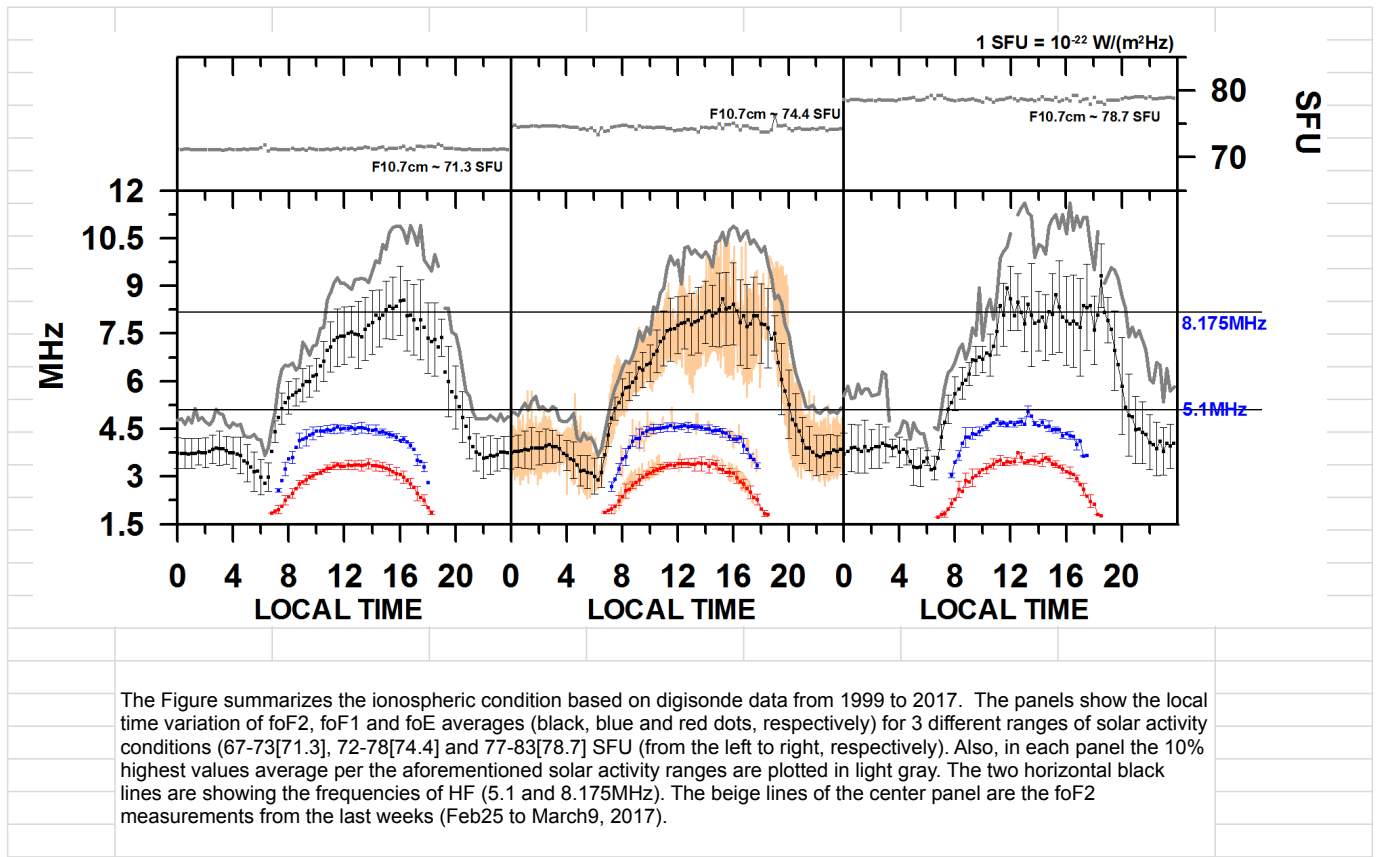 1 SFU = 10⁻²² W/(m²Hz)
80
70
SFU
F10.7cm ~ 71.3 SFU
F10.7cm ~ 74.4 SFU
F10.7cm ~ 78.7 SFU
12
10.5
9
7.5
6
4.5
3
1.5
MHz
8.175MHz
5.1MHz
0 4 8 12 16 20 0 4 8 12 16 20 0 4 8 12 16 20
LOCAL TIME LOCAL TIME LOCAL TIME
The Figure summarizes the ionospheric condition based on digisonde data from 1999 to 2017. The panels show the local
time variation of foF2, foF1 and foE averages (black, blue and red dots, respectively) for 3 different ranges of solar activity
conditions (67-73[71.3], 72-78[74.4] and 77-83[78.7] SFU (from the left to right, respectively). Also, in each panel the 10%
highest values average per the aforementioned solar activity ranges are plotted in light gray. The two horizontal black
lines are showing the frequencies of HF (5.1 and 8.175MHz). The beige lines of the center panel are the foF2
measurements from the last weeks (Feb25 to March9, 2017).